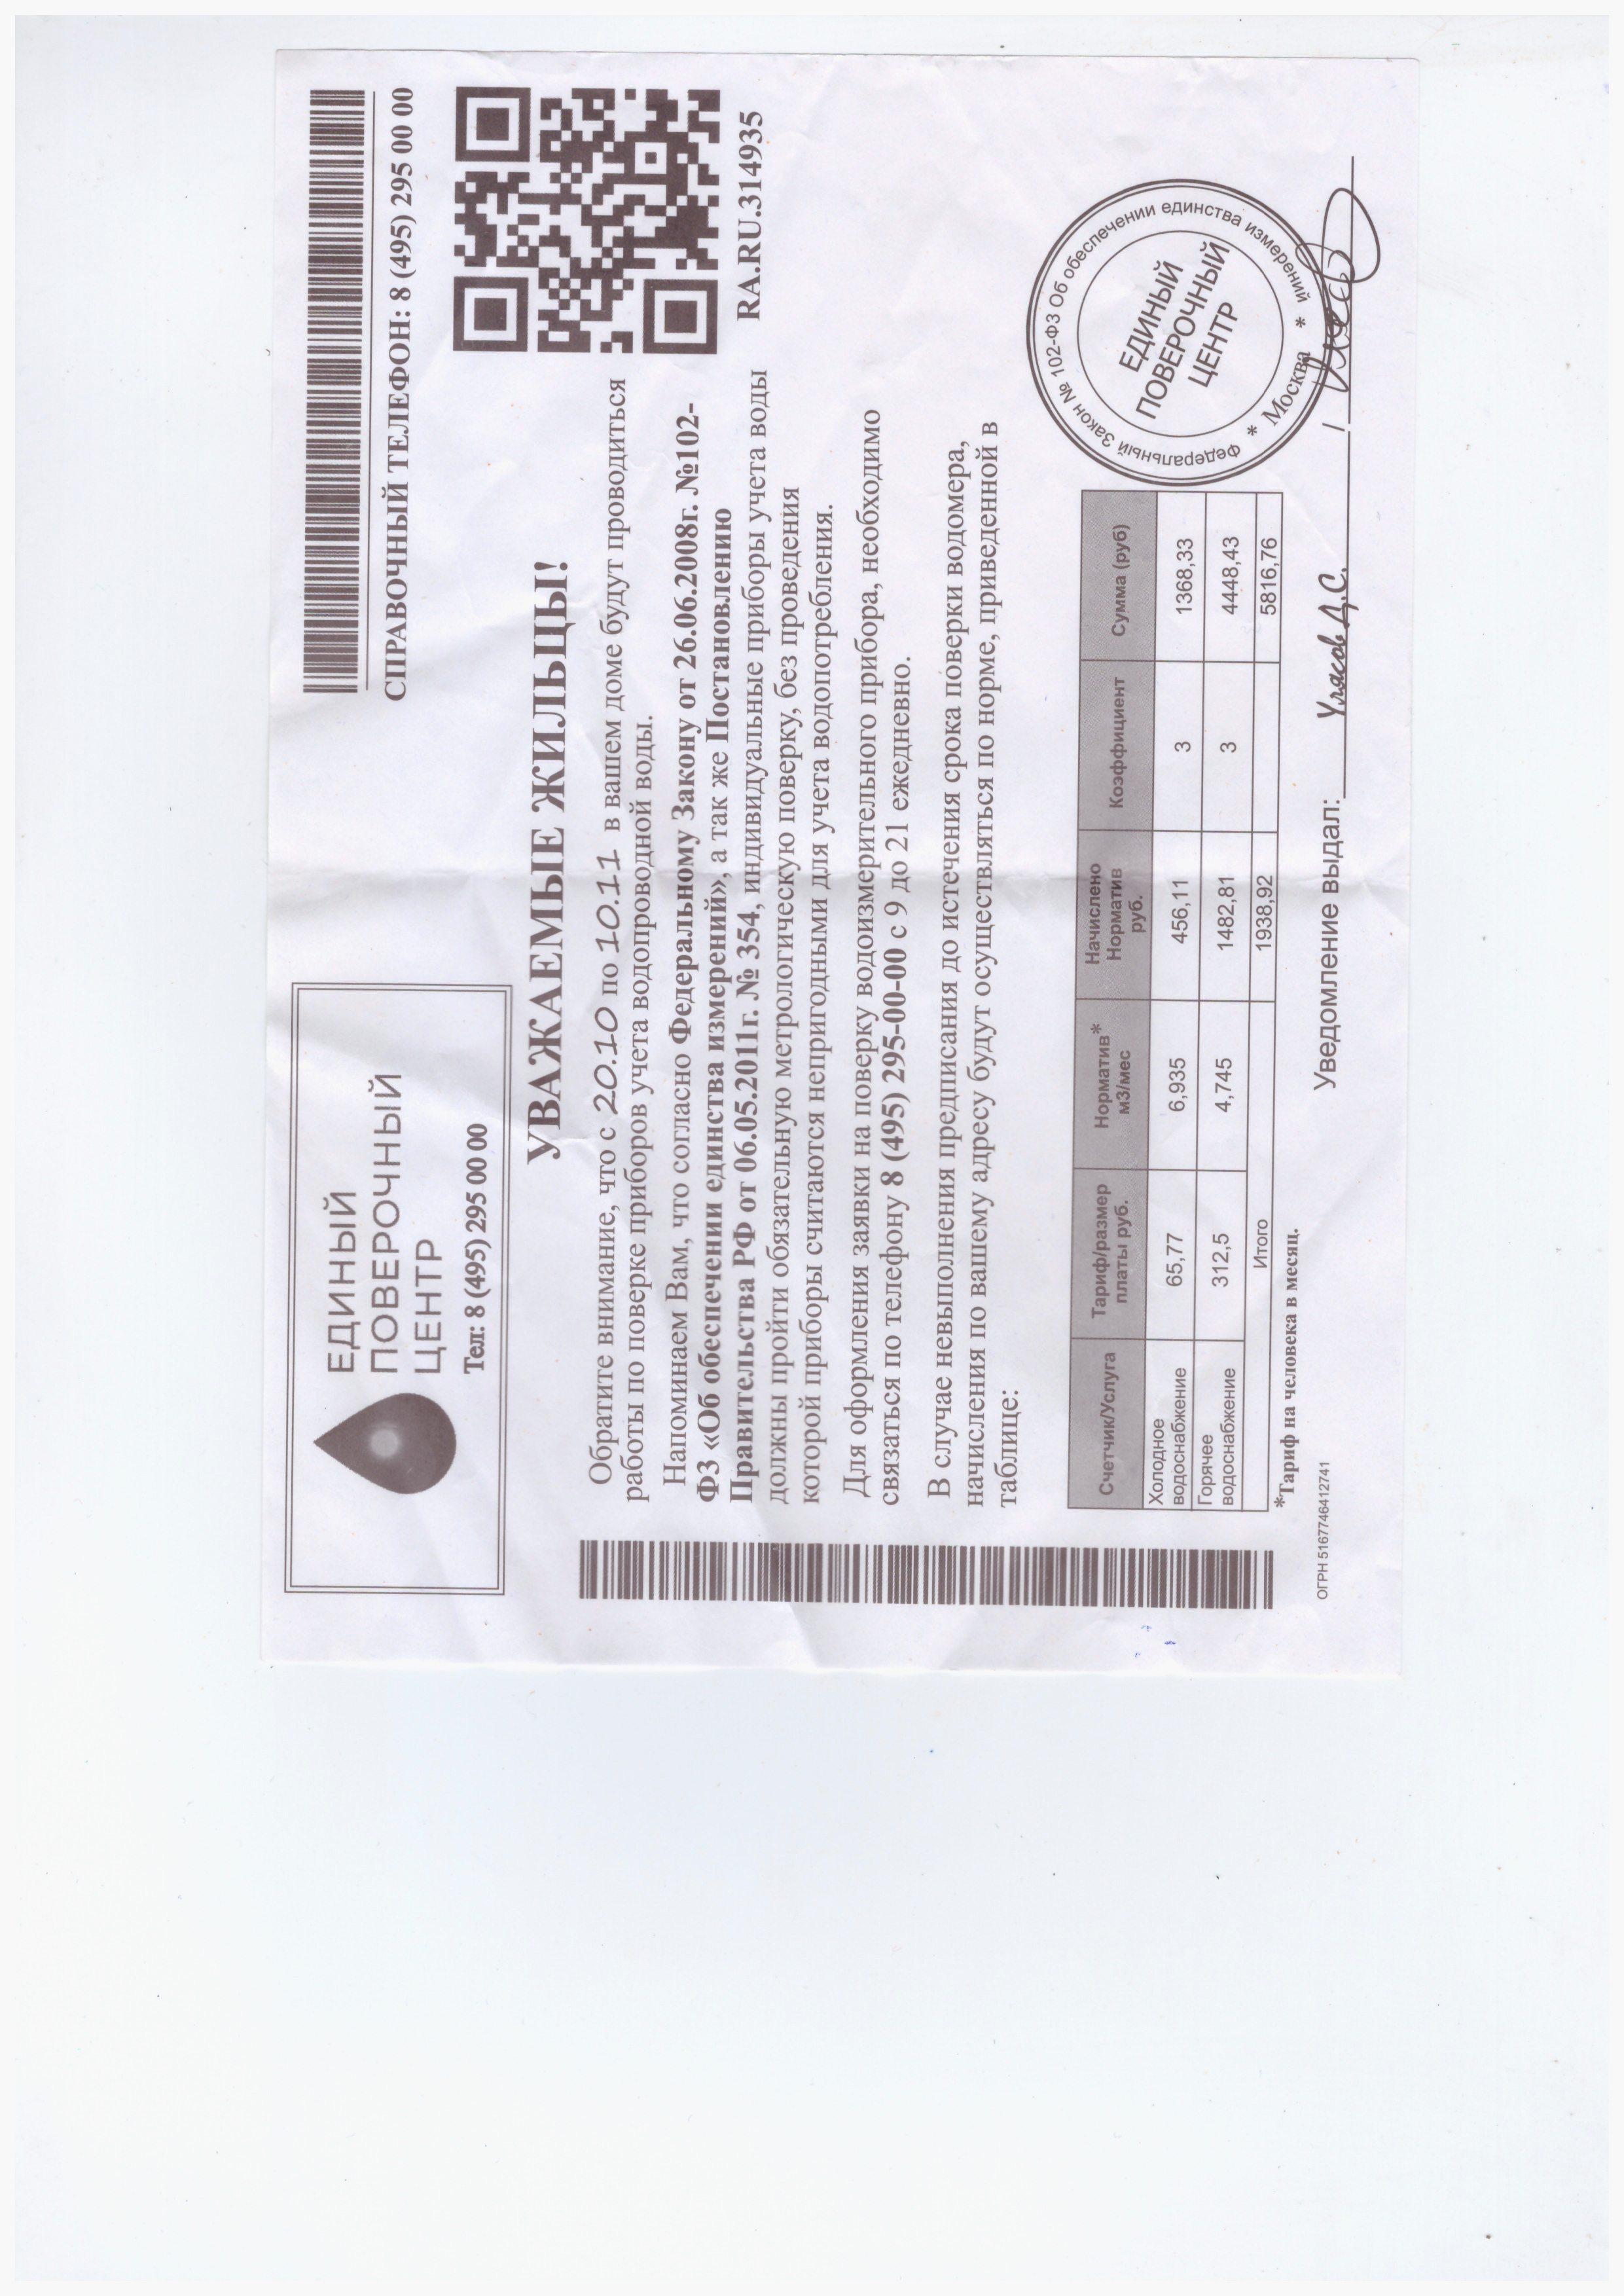 ЕДИНЫЙ
ПОВЕРОЧНЫЙ
ЦЕНТР
Тел: 8 (495) 295 00 00
СПРАВОЧНЫЙ ТЕЛЕФОН: 8 (495) 295 00 00
УВАЖАЕМЫЕ ЖИЛЬЦЫ!
Обратите внимание, что с 20.10 по 10.11 в вашем доме будут проводиться
работы по поверке приборов учета водопроводной воды.
Напоминаем Вам, что согласно Федеральному Закону от 26.06.2008г. №102-
ФЗ «Об обеспечении единства измерений», а так же Постановлению
Правительства РФ от 06.05.2011г. № 354, индивидуальные приборы учета воды
должны пройти обязательную метрологическую поверку, без проведения
которой приборы считаются непригодными для учета водопотребления.
RA.RU.314935
Для оформления заявки на поверку водоизмерительного прибора, необходимо
связаться по телефону 8 (495) 295-00-00 с 9 до 21 ежедневно.
В случае невыполнения предписания до истечения срока поверки водомера,
начисления по вашему адресу будут осуществляться по норме, приведенной в
таблице:
Счетчик/Услуга Тариф/размер платы руб. Норматив* м3/мес Начислено Норматив руб. Коэффициент Сумма (руб)
Холодное водоснабжение 65,77 6,935 456,11 3 1368,33
Горячее водоснабжение 312,5 4,745 1482,81 3 4448,43
Итого 1938,92 5816,76
*Тариф на человека в месяц.
Федеральный Закон № 102-ФЗ Об обеспечении единства измерений
* Москва *
ЕДИНЫЙ
ПОВЕРОЧНЫЙ
ЦЕНТР
Уведомление выдал: Улясов Д.С. /
ОГРН 5167746412741